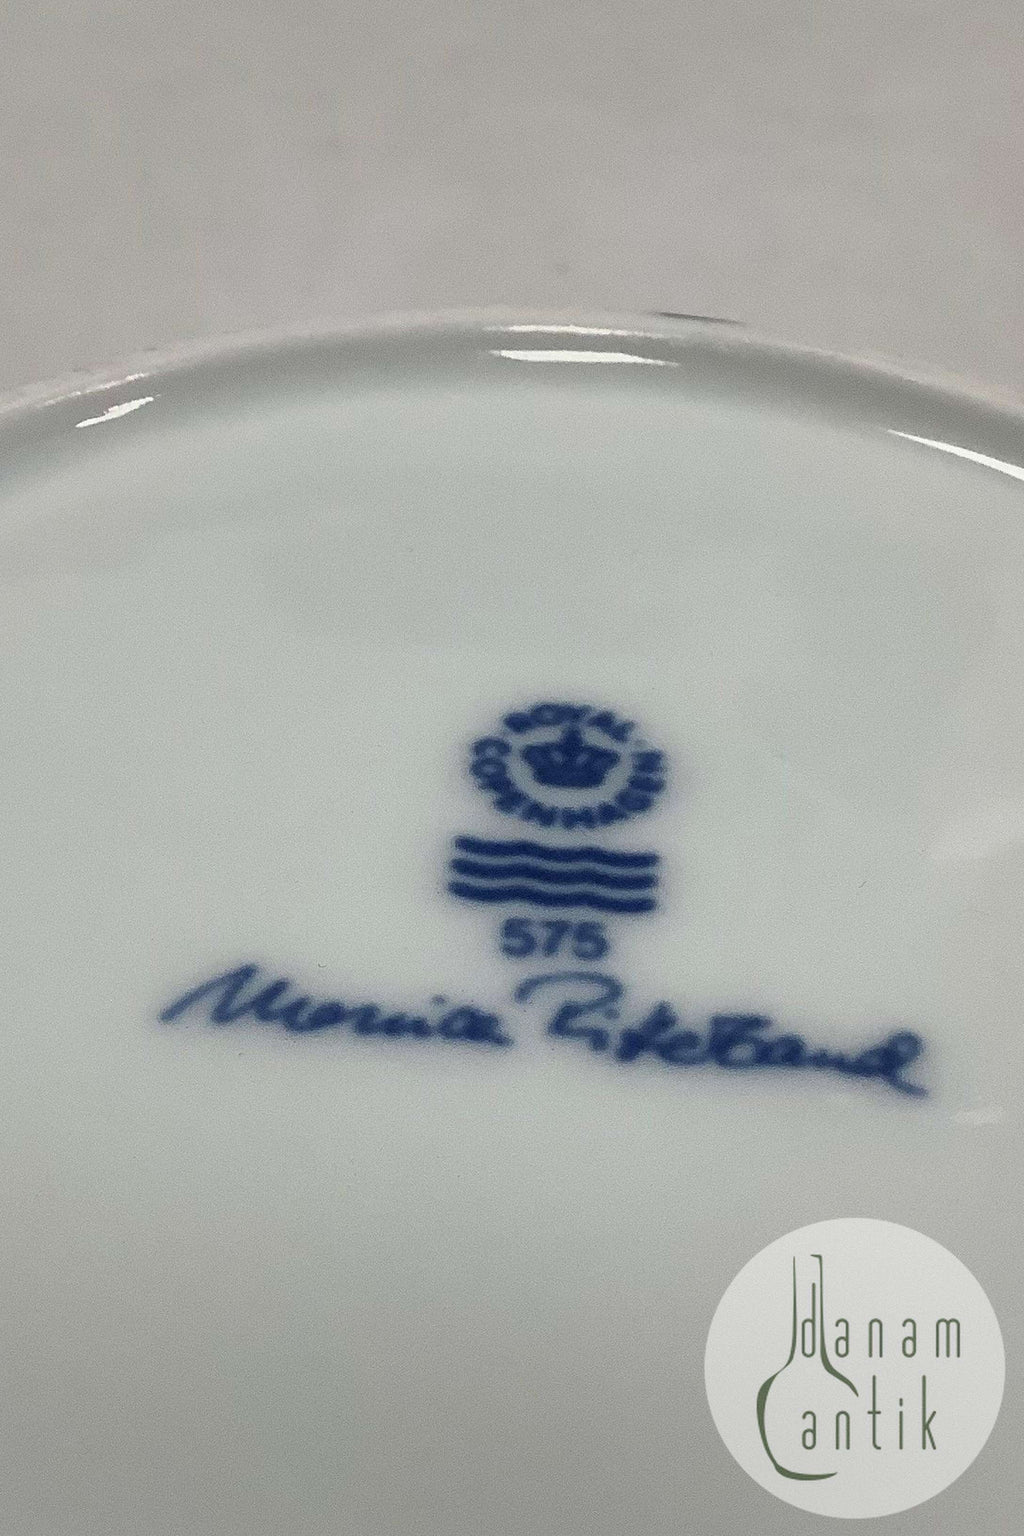 ROYAL COPENHAGEN
575
Monica Ritterband
danam
antik